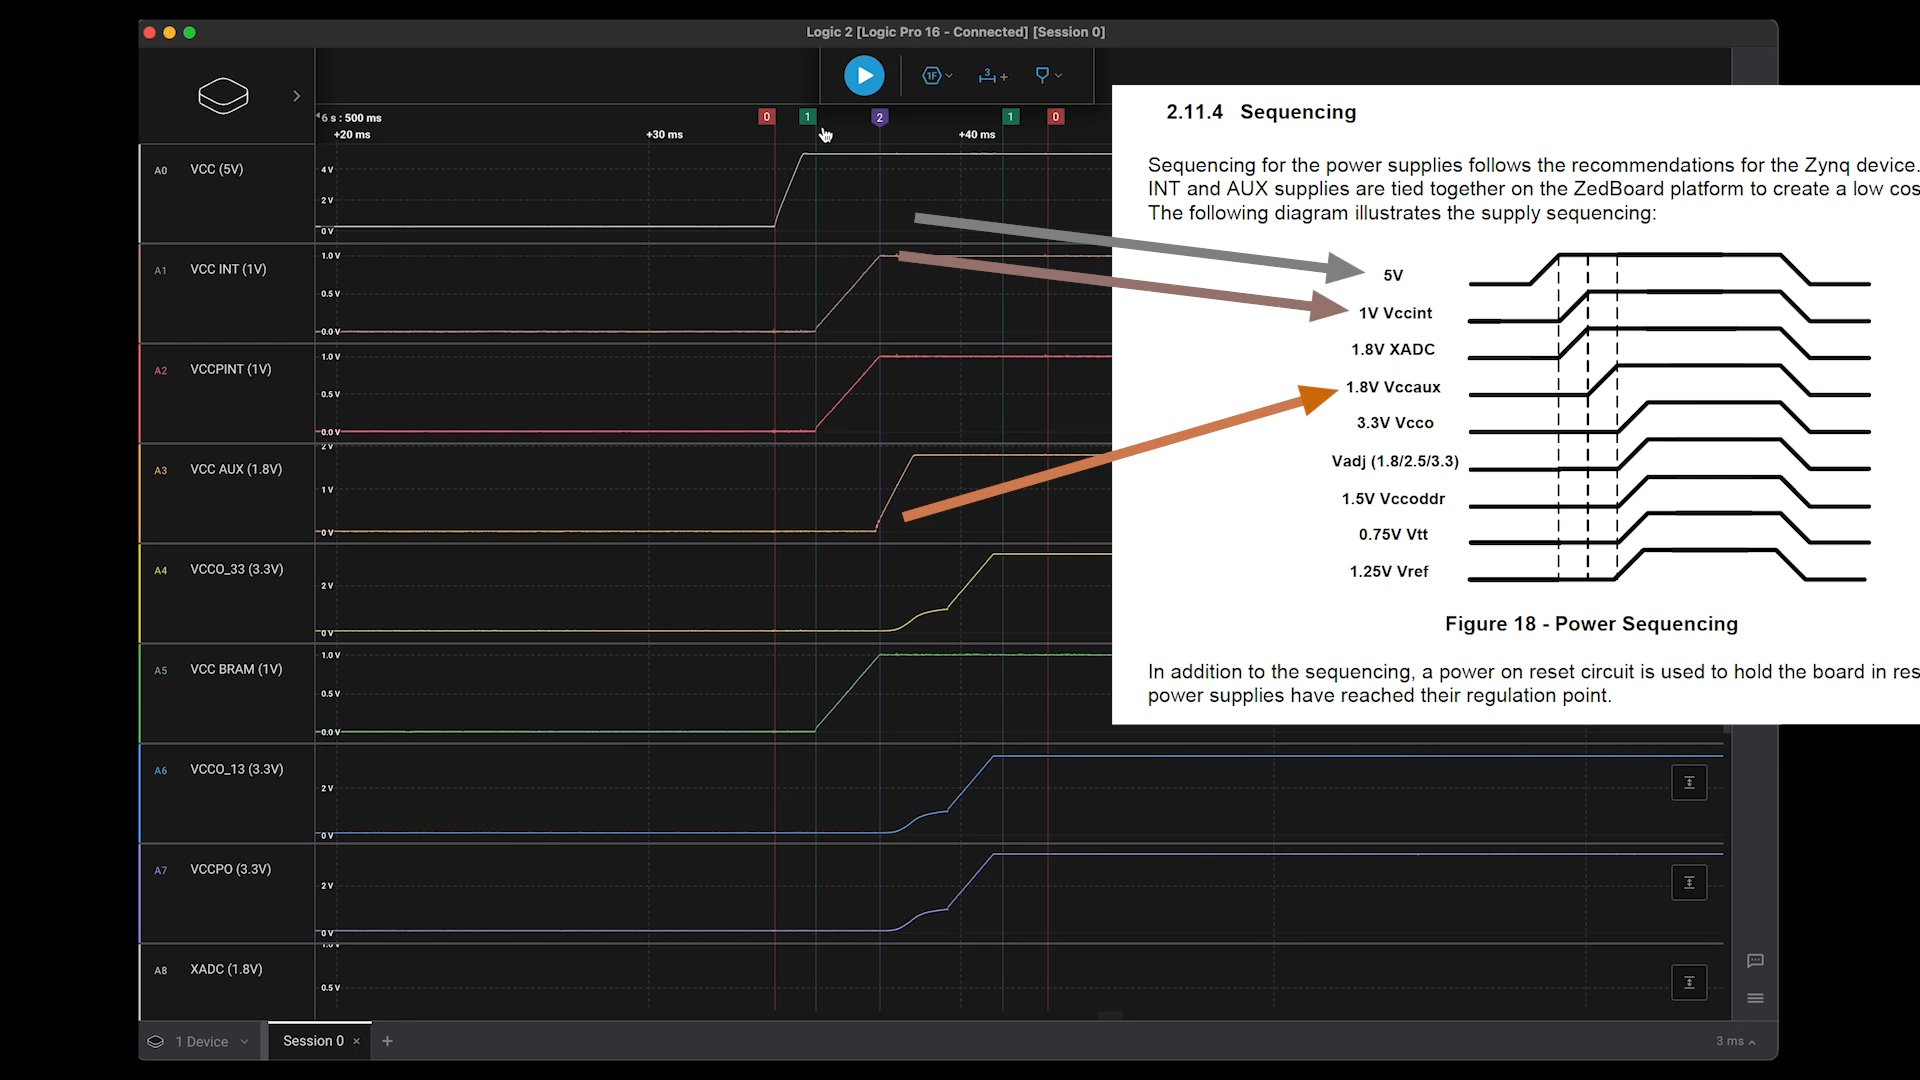 Logic 2 [Logic Pro 16 - Connected] [Session 0]
1F
3
+
6 s : 500 ms
+20 ms
+30 ms
+40 ms
0
1
2
1
0
A0 VCC (5V)
4 V
2 V
0 V
A1 VCC INT (1V)
1.0 V
0.5 V
0.0 V
A2 VCCPINT (1V)
1.0 V
0.5 V
0.0 V
A3 VCC AUX (1.8V)
2 V
1 V
0 V
A4 VCCO_33 (3.3V)
2 V
0 V
A5 VCC BRAM (1V)
1.0 V
0.5 V
0.0 V
A6 VCCO_13 (3.3V)
2 V
0 V
A7 VCCPO (3.3V)
2 V
0 V
A8 XADC (1.8V)
1.0 V
0.5 V
1 Device
Session 0 ×
+
3 ms
2.11.4 Sequencing
Sequencing for the power supplies follows the recommendations for the Zynq device.
INT and AUX supplies are tied together on the ZedBoard platform to create a low cos
The following diagram illustrates the supply sequencing:
5V
1V Vccint
1.8V XADC
1.8V Vccaux
3.3V Vcco
Vadj (1.8/2.5/3.3)
1.5V Vccoddr
0.75V Vtt
1.25V Vref
Figure 18 - Power Sequencing
In addition to the sequencing, a power on reset circuit is used to hold the board in res
power supplies have reached their regulation point.